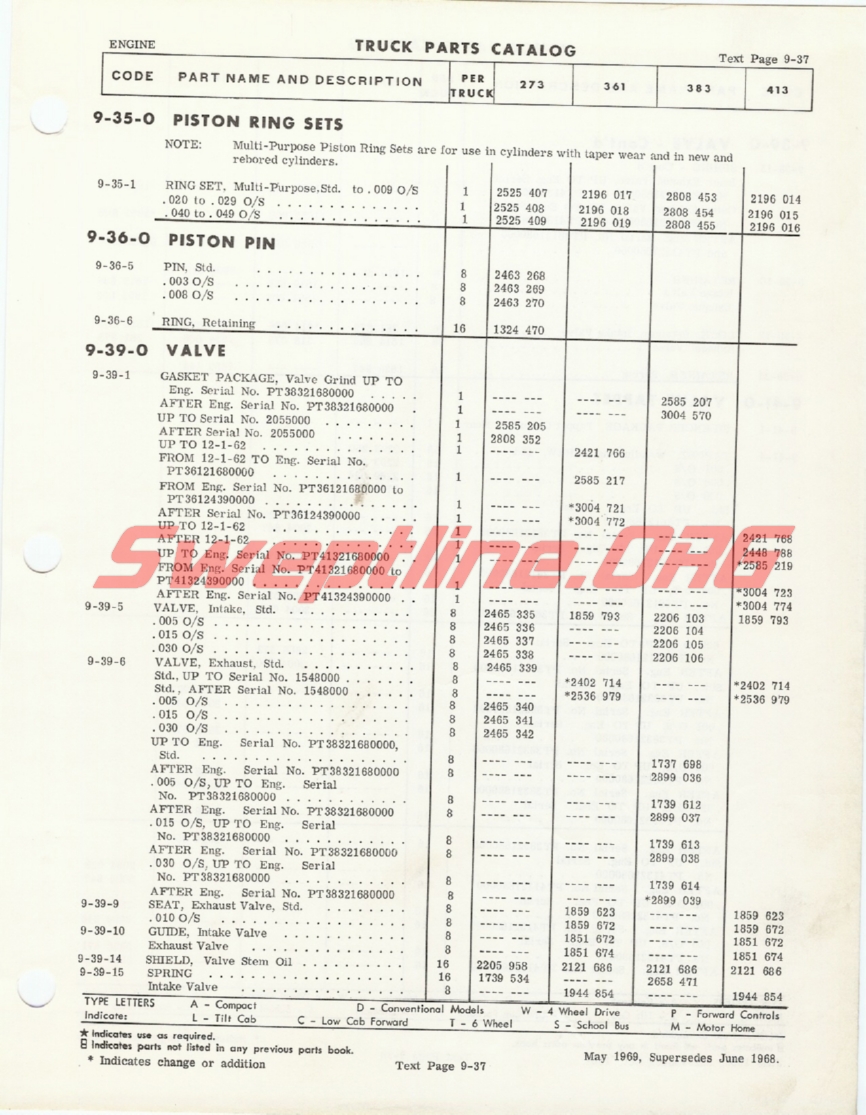 ENGINE TRUCK PARTS CATALOG Text Page 9-37
CODE PART NAME AND DESCRIPTION PER TRUCK 273 361 383 413
9-35-0 PISTON RING SETS
NOTE: Multi-Purpose Piston Ring Sets are for use in cylinders with taper wear and in new and
rebored cylinders.
9-35-1 RING SET, Multi-Purpose,Std. to .009 O/S 1 2525 407 2196 017 2808 453 2196 014
.020 to .029 O/S . . . . . . . . . . . . . . 1 2525 408 2196 018 2808 454 2196 015
.040 to .049 O/S . . . . . . . . . . . . . 1 2525 409 2196 019 2808 455 2196 016
9-36-0 PISTON PIN
9-36-5 PIN, Std. . . . . . . . . . . . . . . . 8 2463 268
.003 O/S . . . . . . . . . . . . . . . . 8 2463 269
.008 O/S . . . . . . . . . . . . . . . . 8 2463 270
9-36-6 RING, Retaining . . . . . . . . . . . . . 16 1324 470
9-39-0 VALVE
9-39-1 GASKET PACKAGE, Valve Grind UP TO
Eng. Serial No. PT38321680000 . . . . . 1 ---- --- ---- --- 2585 207
AFTER Eng. Serial No. PT38321680000 . 1 ---- --- ---- --- 3004 570
UP TO Serial No. 2055000 . . . . . . . . . 1 2585 205
AFTER Serial No. 2055000 . . . . . . . . 1 2808 352
UP TO 12-1-62 . . . . . . . . . . . . . . 1 ---- --- 2421 766
FROM 12-1-62 TO Eng. Serial No.
PT36121680000 . . . . . . . . . . . . . . 1 ---- --- 2585 217
FROM Eng. Serial No. PT36121680000 to
PT36124390000 . . . . . . . . . . . . . . 1 ---- --- *3004 721
AFTER Serial No. PT36124390000 . . . . . 1 ---- --- *3004 772
UP TO 12-1-62 . . . . . . . . . . . . . . 1 ---- --- ---- --- ---- --- 2421 768
AFTER 12-1-62 . . . . . . . . . . . . . . 1 ---- --- ---- --- ---- --- 2448 788
UP TO Eng. Serial No. PT41321680000 . . . *2585 219
FROM Eng. Serial No. PT41321680000 to
PT41324390000 . . . . . . . . . . . . . . 1 ---- --- ---- --- ---- --- *3004 723
AFTER Eng. Serial No. PT41324390000 . . 1 ---- --- ---- --- ---- --- *3004 774
9-39-5 VALVE, Intake, Std. . . . . . . . . . . . 8 2465 335 1859 793 2206 103 1859 793
.005 O/S . . . . . . . . . . . . . . . . . 8 2465 336 ---- --- 2206 104
.015 O/S . . . . . . . . . . . . . . . . . 8 2465 337 ---- --- 2206 105
.030 O/S . . . . . . . . . . . . . . . . . 8 2465 338 ---- --- 2206 106
9-39-6 VALVE, Exhaust, Std. . . . . . . . . . . 8 2465 339
Std., UP TO Serial No. 1548000 . . . . . . . 8 ---- --- *2402 714 ---- --- *2402 714
Std., AFTER Serial No. 1548000 . . . . . . 8 ---- --- *2536 979 ---- --- *2536 979
.005 O/S . . . . . . . . . . . . . . . . . 8 2465 340
.015 O/S . . . . . . . . . . . . . . . . . 8 2465 341
.030 O/S . . . . . . . . . . . . . . . . . 8 2465 342
UP TO Eng. Serial No. PT38321680000,
Std. . . . . . . . . . . . . . . . . . . . 8 ---- --- ---- --- 1737 698
AFTER Eng. Serial No. PT38321680000 8 ---- --- ---- --- 2899 036
.005 O/S, UP TO Eng. Serial
No. PT38321680000 . . . . . . . . . . . . 8 ---- --- ---- --- 1739 612
AFTER Eng. Serial No. PT38321680000 8 ---- --- ---- --- 2899 037
.015 O/S, UP TO Eng. Serial
No. PT38321680000 . . . . . . . . . . . . 8 ---- --- ---- --- 1739 613
AFTER Eng. Serial No. PT38321680000 8 ---- --- ---- --- 2899 038
.030 O/S, UP TO Eng. Serial
No. PT38321680000 . . . . . . . . . . . . 8 ---- --- ---- --- 1739 614
AFTER Eng. Serial No. PT38321680000 8 ---- --- ---- --- *2899 039
9-39-9 SEAT, Exhaust Valve, Std. . . . . . . . . 8 ---- --- 1859 623 ---- --- 1859 623
.010 O/S . . . . . . . . . . . . . . . . . 8 ---- --- 1859 672 ---- --- 1859 672
9-39-10 GUIDE, Intake Valve . . . . . . . . . . . 8 ---- --- 1851 672 ---- --- 1851 672
Exhaust Valve . . . . . . . . . . . . . . 8 ---- --- 1851 674 ---- --- 1851 674
9-39-14 SHIELD, Valve Stem Oil . . . . . . . . . 16 2205 958 2121 686 2121 686 2121 686
9-39-15 SPRING . . . . . . . . . . . . . . . . . . 16 1739 534 ---- --- 2658 471
Intake Valve . . . . . . . . . . . . . . . 8 ---- --- 1944 854 ---- --- 1944 854
TYPE LETTERS A - Compact D - Conventional Models W - 4 Wheel Drive P - Forward Controls
Indicate: L - Tilt Cab C - Low Cab Forward T - 6 Wheel S - School Bus M - Motor Home
★ Indicates use as required.
Indicates parts not listed in any previous parts book.
* Indicates change or addition Text Page 9-37 May 1969, Supersedes June 1968.
Sweptline.ORG